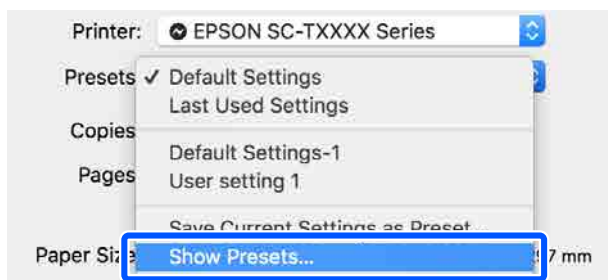 Printer: EPSON SC-TXXXX Series
Presets ✓ Default Settings
Last Used Settings
Copies
Default Settings-1
Pages
User setting 1
Save Current Settings as Preset...
Paper Size
Show Presets...
7 mm